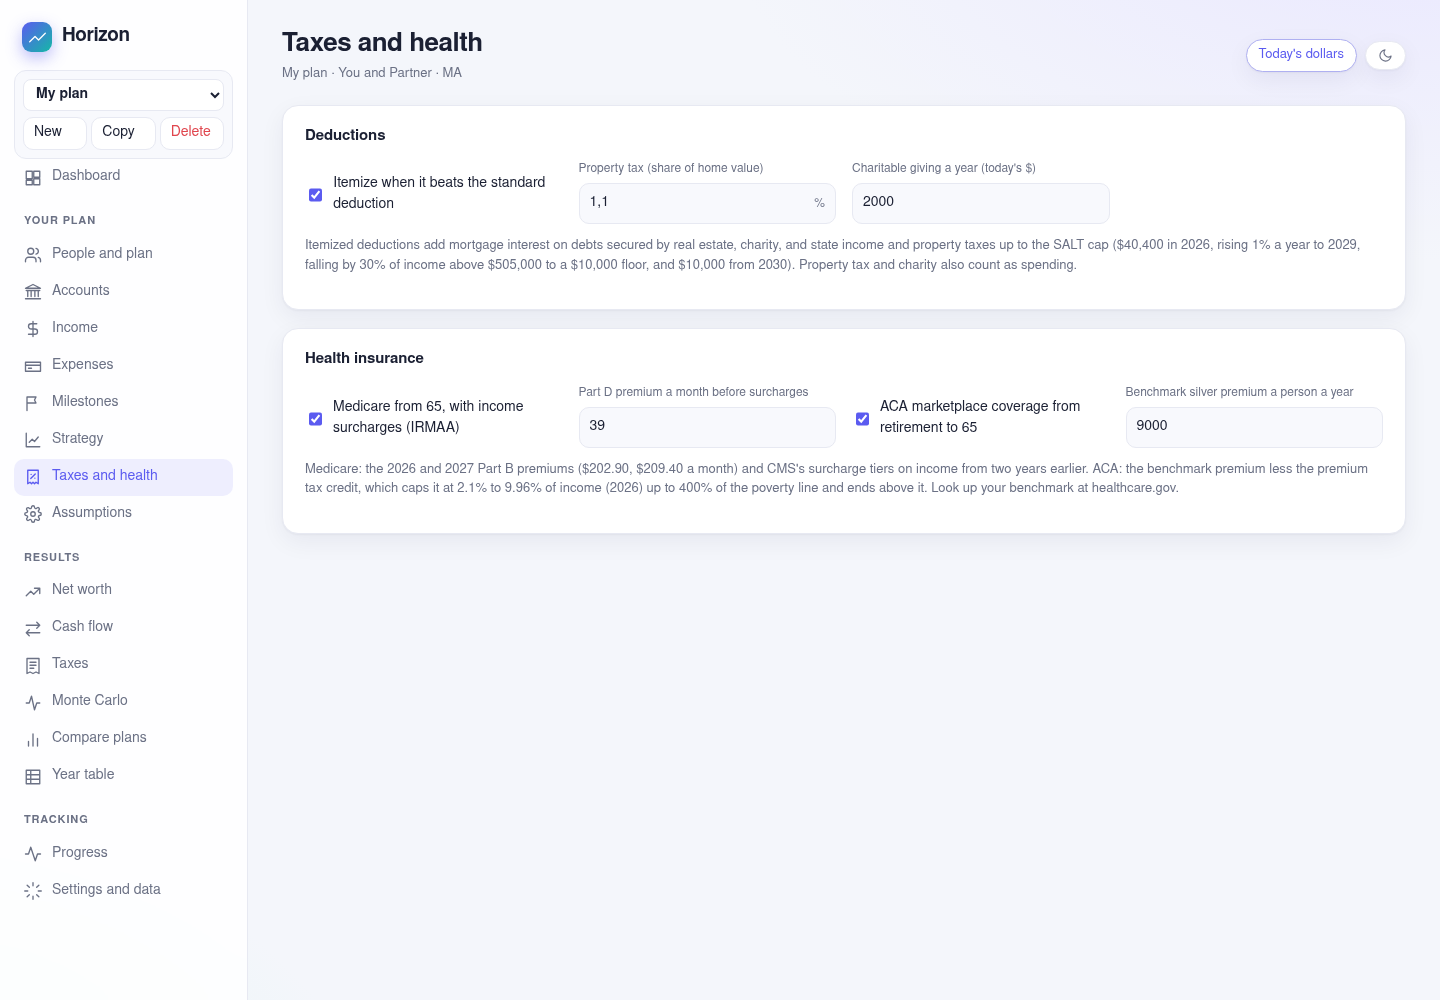 Horizon
My plan
New
Copy
Delete
Dashboard
YOUR PLAN
People and plan
Accounts
Income
Expenses
Milestones
Strategy
Taxes and health
Assumptions
RESULTS
Net worth
Cash flow
Taxes
Monte Carlo
Compare plans
Year table
TRACKING
Progress
Settings and data
Taxes and health
My plan · You and Partner · MA
Today's dollars
Deductions
Itemize when it beats the standard
deduction
Property tax (share of home value)
1,1
%
Charitable giving a year (today's $)
2000
Itemized deductions add mortgage interest on debts secured by real estate, charity, and state income and property taxes up to the SALT cap ($40,400 in 2026, rising 1% a year to 2029,
falling by 30% of income above $505,000 to a $10,000 floor, and $10,000 from 2030). Property tax and charity also count as spending.
Health insurance
Medicare from 65, with income
surcharges (IRMAA)
Part D premium a month before surcharges
39
ACA marketplace coverage from
retirement to 65
Benchmark silver premium a person a year
9000
Medicare: the 2026 and 2027 Part B premiums ($202.90, $209.40 a month) and CMS's surcharge tiers on income from two years earlier. ACA: the benchmark premium less the premium
tax credit, which caps it at 2.1% to 9.96% of income (2026) up to 400% of the poverty line and ends above it. Look up your benchmark at healthcare.gov.